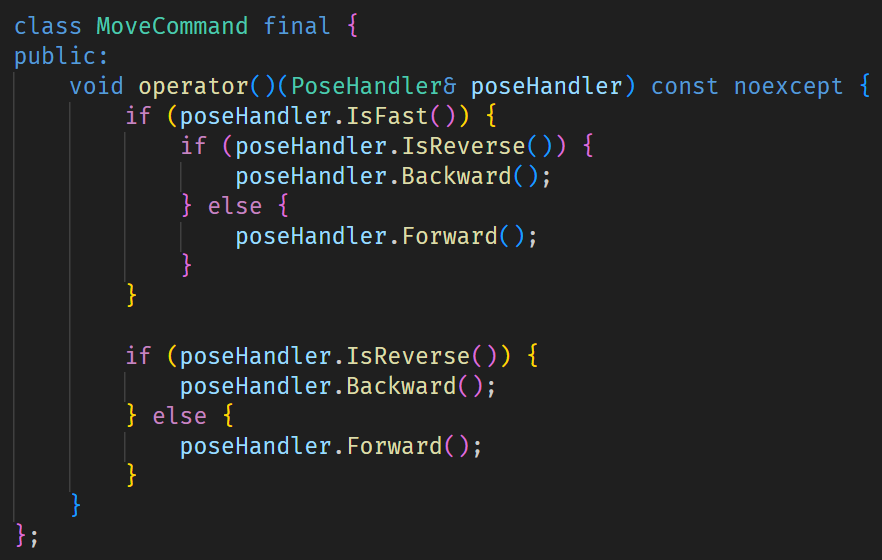 class MoveCommand final {
public:
    void operator()(PoseHandler& poseHandler) const noexcept {
        if (poseHandler.IsFast()) {
            if (poseHandler.IsReverse()) {
                poseHandler.Backward();
            } else {
                poseHandler.Forward();
            }
        }

        if (poseHandler.IsReverse()) {
            poseHandler.Backward();
        } else {
            poseHandler.Forward();
        }
    }
};